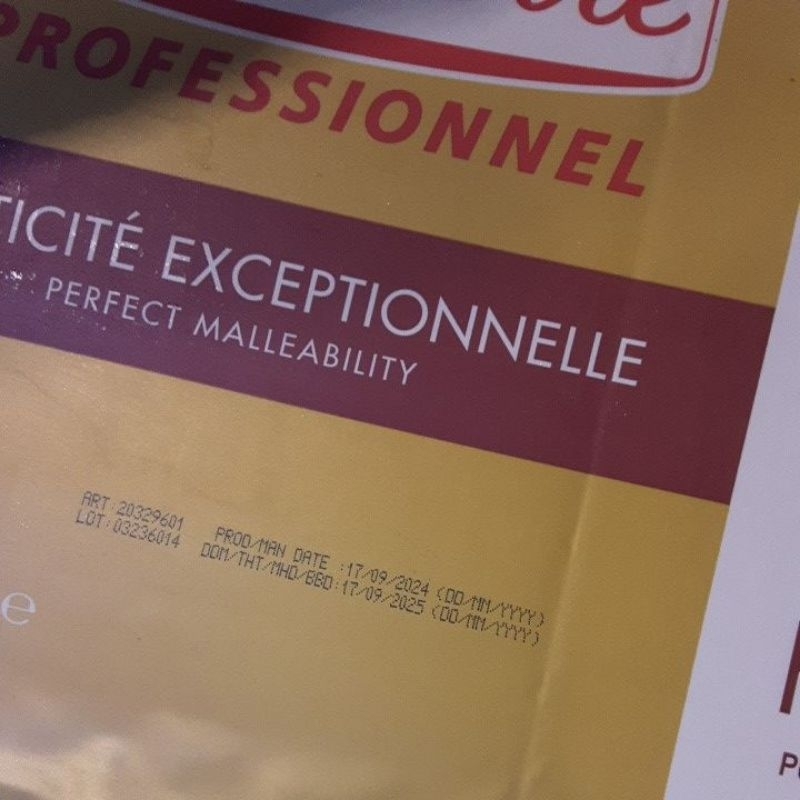 PROFESSIONNEL
TICITÉ EXCEPTIONNELLE
PERFECT MALLEABILITY
ART:20329601 PROD/MAN DATE :17/09/2024 (DD/MM/YYYY)
LOT:03236014 DDM/THT/MHD/BBD:17/09/2025 (DD/MM/YYYY)
e